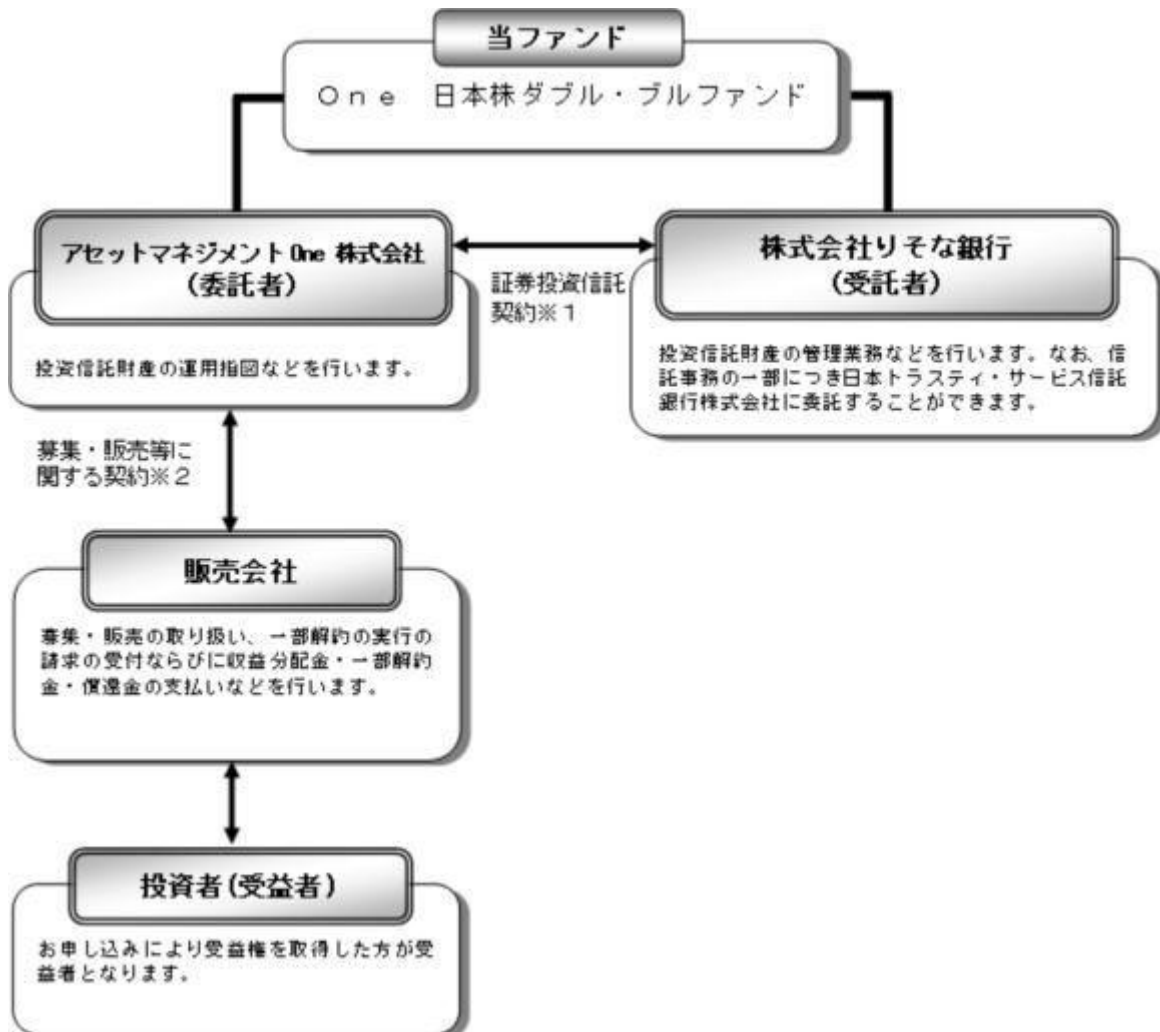 当ファンド
One 日本株ダブル・ブルファンド
アセットマネジメントOne 株式会社
(委託者)
投資信託財産の運用指図などを行います。
証券投資信託
契約※1
株式会社りそな銀行
(受託者)
投資信託財産の管理業務などを行います。なお、信
託事務の一部につき日本トラスティ・サービス信託
銀行株式会社に委託することができます。
募集・販売等に
関する契約※2
販売会社
募集・販売の取り扱い、一部解約の実行の
請求の受付ならびに収益分配金・一部解約
金・償還金の支払いなどを行います。
投資者(受益者)
お申し込みにより受益権を取得した方が受
益者となります。